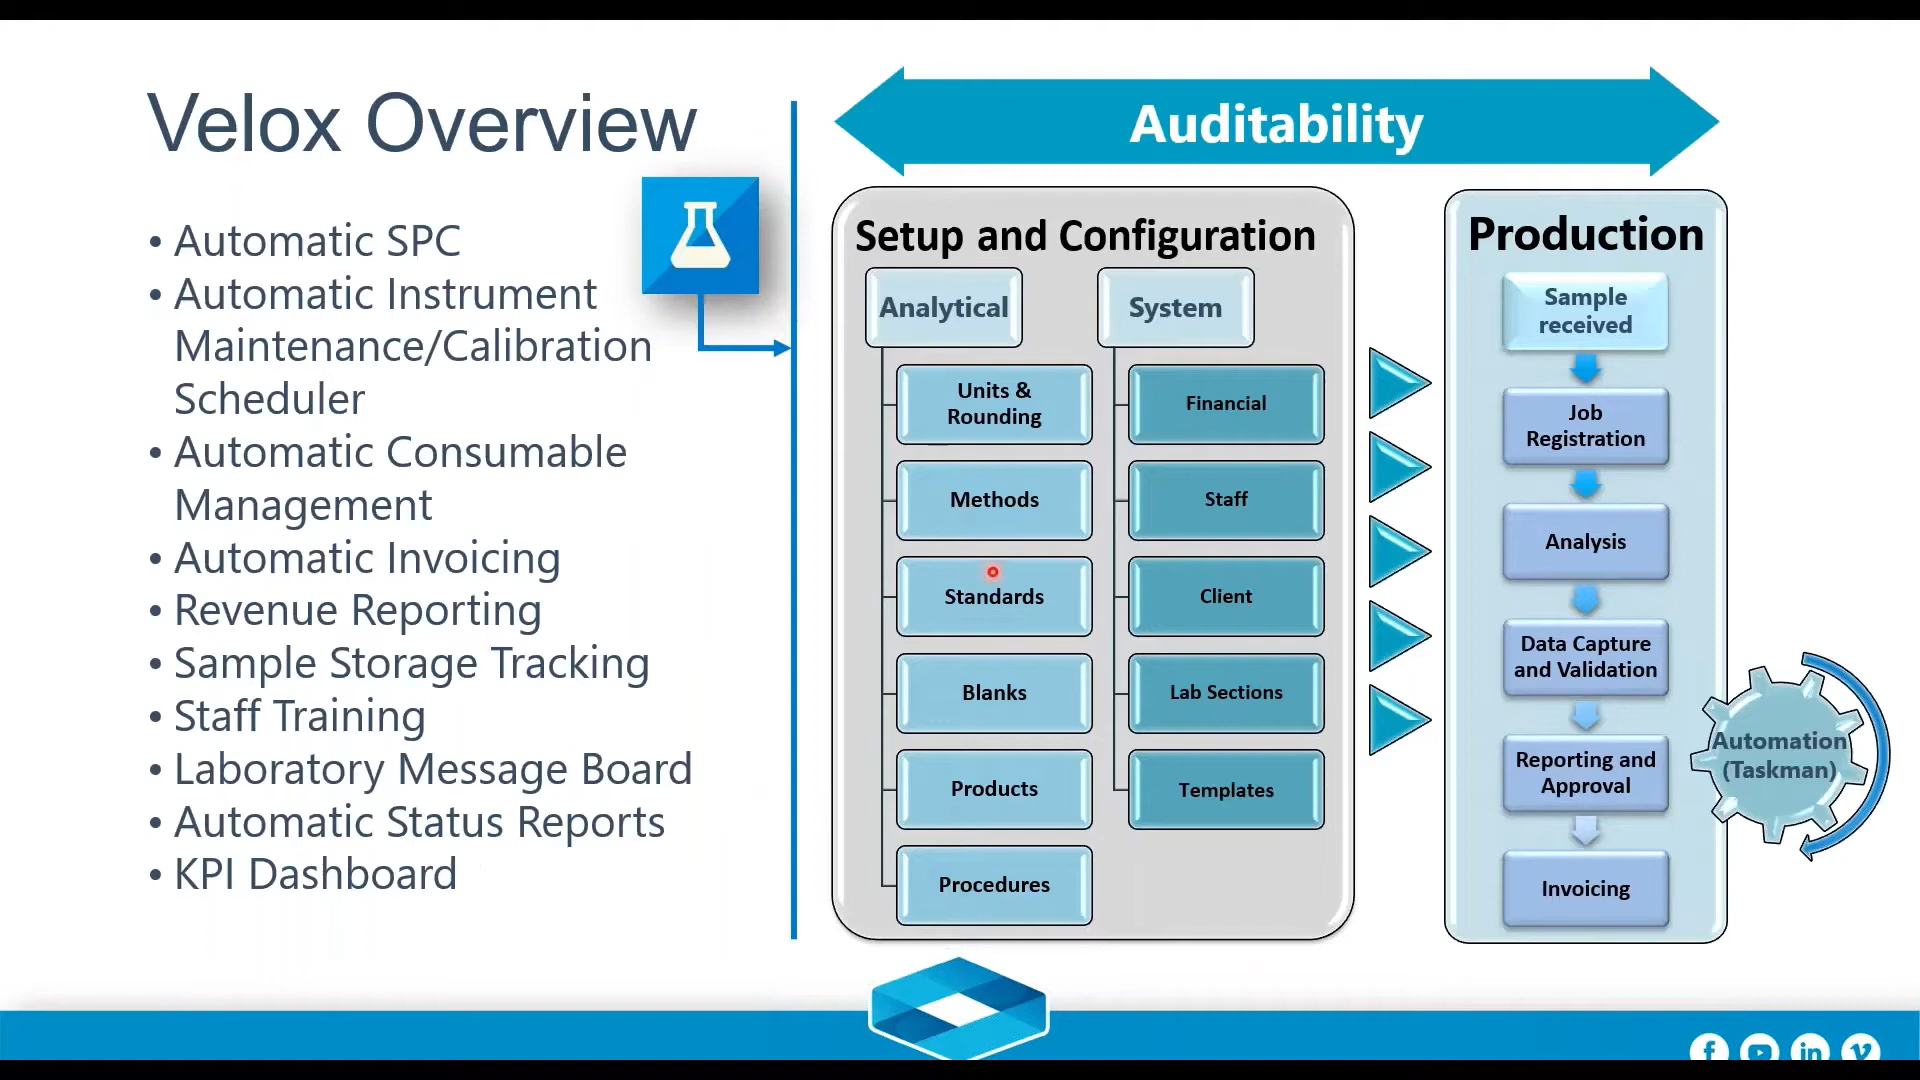 Velox Overview
• Automatic SPC
• Automatic Instrument
Maintenance/Calibration
Scheduler
• Automatic Consumable
Management
• Automatic Invoicing
• Revenue Reporting
• Sample Storage Tracking
• Staff Training
• Laboratory Message Board
• Automatic Status Reports
• KPI Dashboard
Auditability
Setup and Configuration
Analytical
Units &
Rounding
Methods
Standards
Blanks
Products
Procedures
System
Financial
Staff
Client
Lab Sections
Templates
Production
Sample
received
Job
Registration
Analysis
Data Capture
and Validation
Reporting and
Approval
Invoicing
Automation
(Taskman)